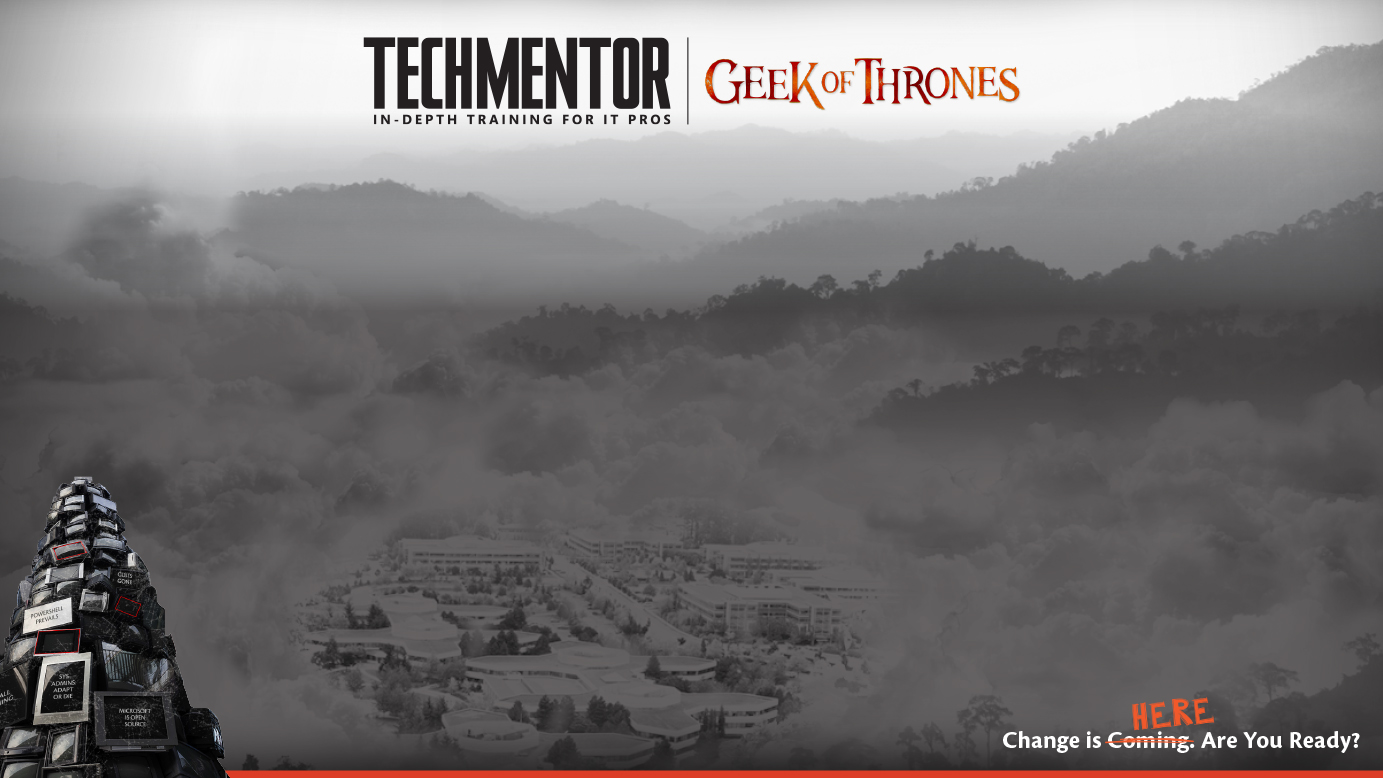 TECHMENTOR
IN-DEPTH TRAINING FOR IT PROS
GEEK OF THRONES
GUIS
GONE
POWERSHELL
PREVAILS
SYS-
ADMINS
ADAPT
OR DIE
MICROSOFT
IS OPEN
SOURCE
HERE
Change is Coming. Are You Ready?